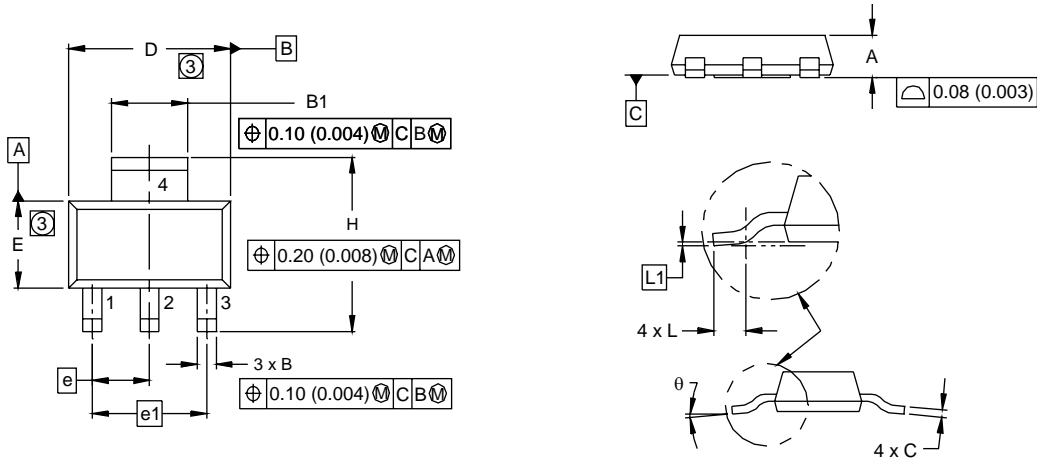 D
B
3
B1
⌖ 0.10 (0.004) Ⓜ C B Ⓜ
A
4
3
E
H
⌖ 0.20 (0.008) Ⓜ C A Ⓜ
1 2 3
3 x B
e
⌖ 0.10 (0.004) Ⓜ C B Ⓜ
e1
A
C
⌓ 0.08 (0.003)
L1
4 x L
θ
4 x C